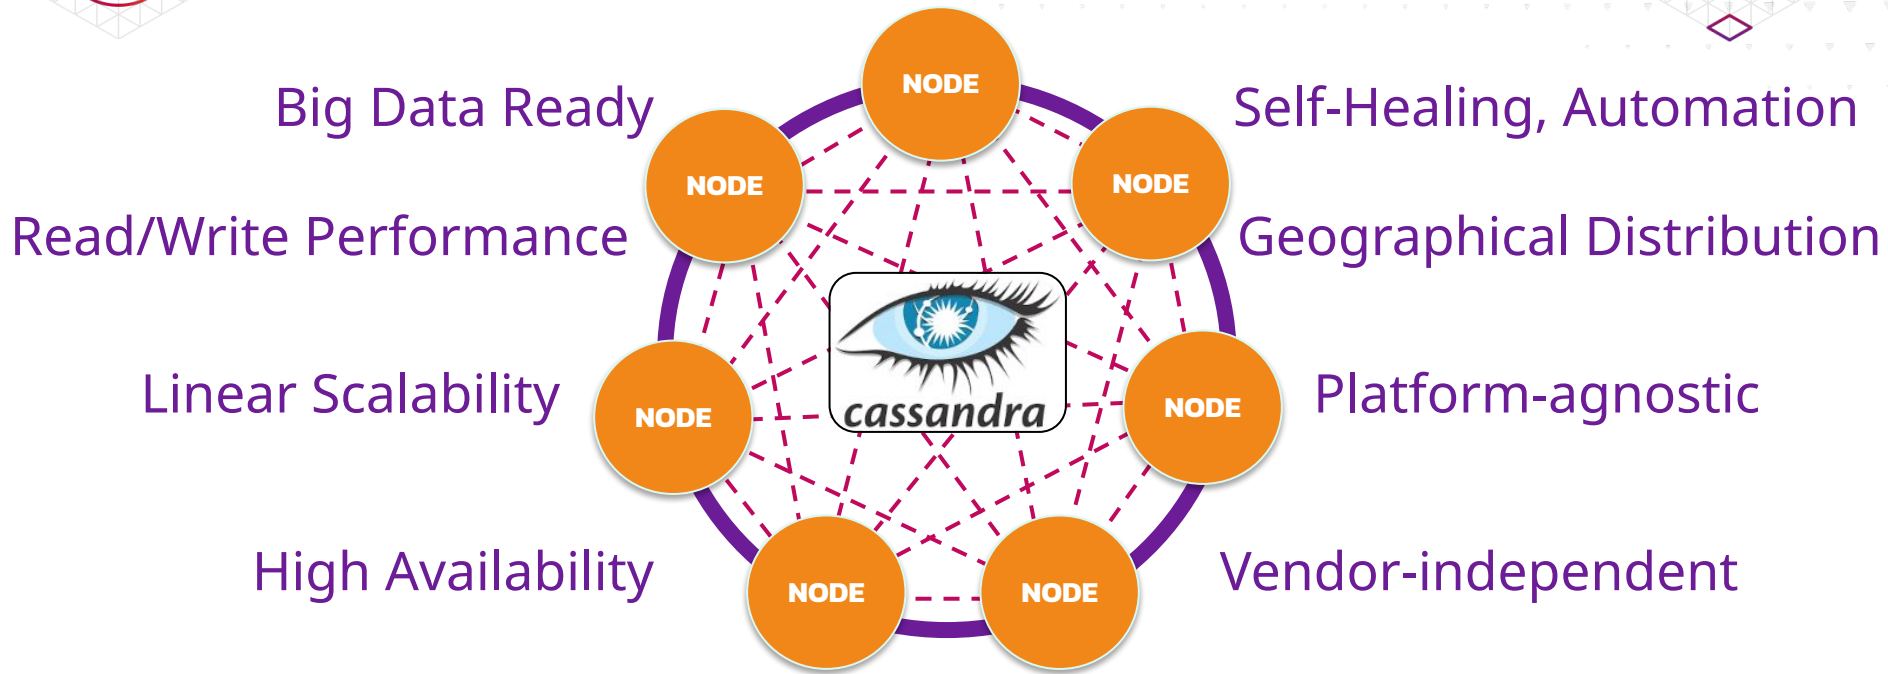 NODE
Big Data Ready
Self-Healing, Automation
NODE
NODE
Read/Write Performance
Geographical Distribution
cassandra
Linear Scalability
Platform-agnostic
NODE
NODE
High Availability
Vendor-independent
NODE
NODE